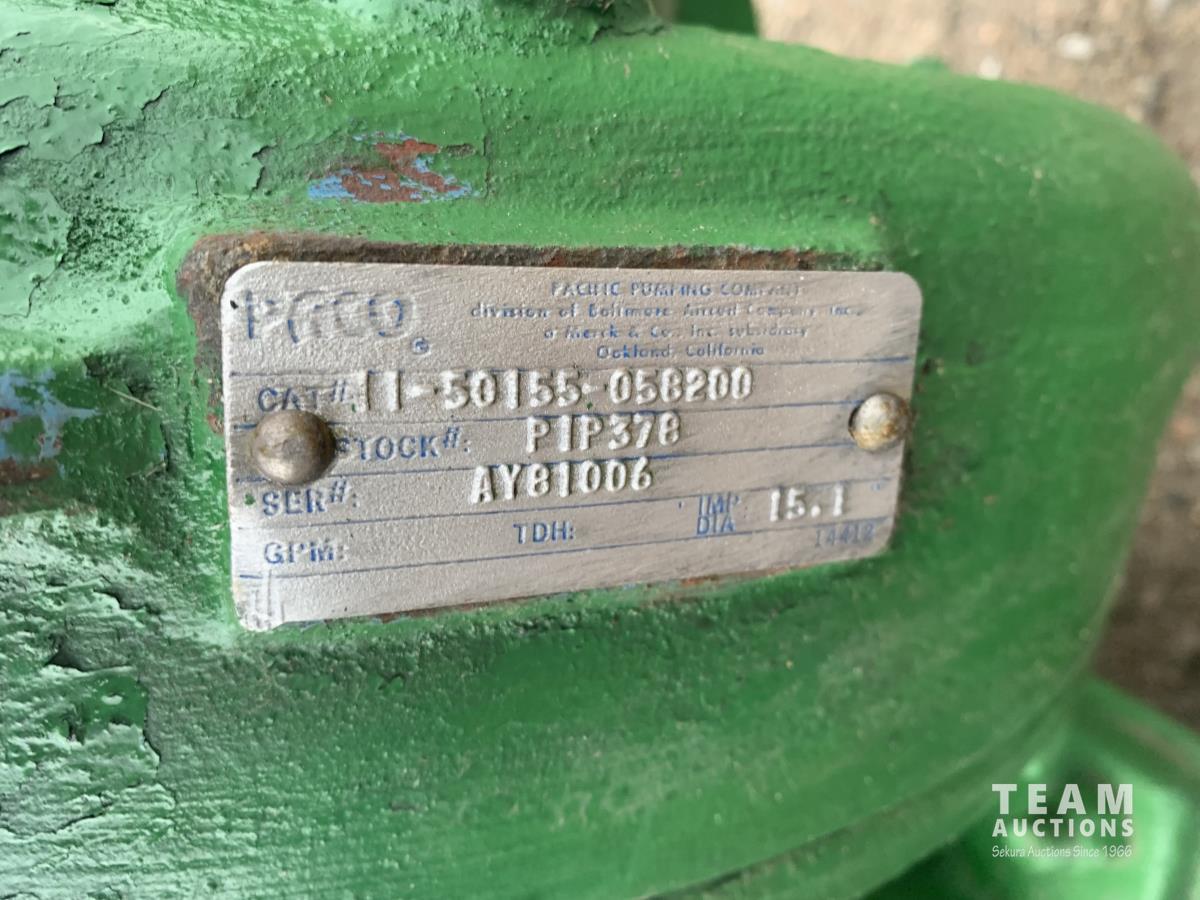 PACO®
PACIFIC PUMPING COMPANY
division of Baltimore Aircoil Company, Inc.
a Merck & Co., Inc. subsidiary
Oakland, California
CAT#: 11-50155-058200
STOCK#: P1P378
SER#: AY81006
GPM: TDH: IMP DIA 15.1
14412
TEAM
AUCTIONS
Sekura Auctions Since 1966